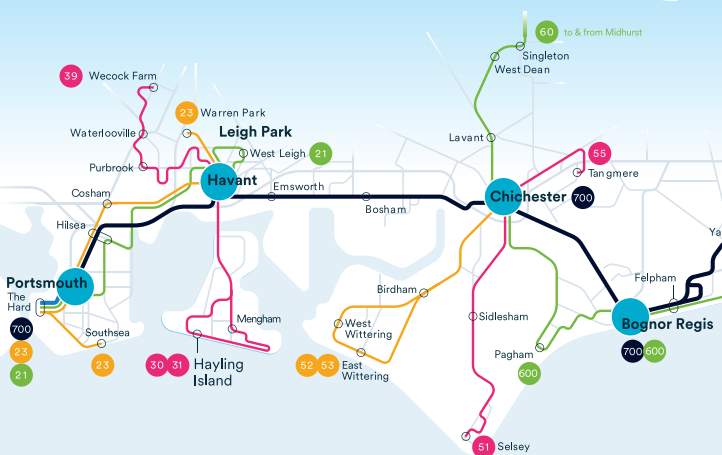 60 to & from Midhurst
Singleton
West Dean
39 Wecock Farm
23 Warren Park
Waterlooville
Leigh Park
Lavant
West Leigh 21
55
Purbrook
Tangmere
Havant
Emsworth
Chichester 700
Cosham
Bosham
Hilsea
Ya
Felpham
Portsmouth
Birdham
The
Hard
Mengham
Sidlesham
West
Wittering
Bognor Regis
700
Southsea
23
23
Pagham
700 600
30 31
Hayling
Island
52 53
East
Wittering
600
21
51 Selsey